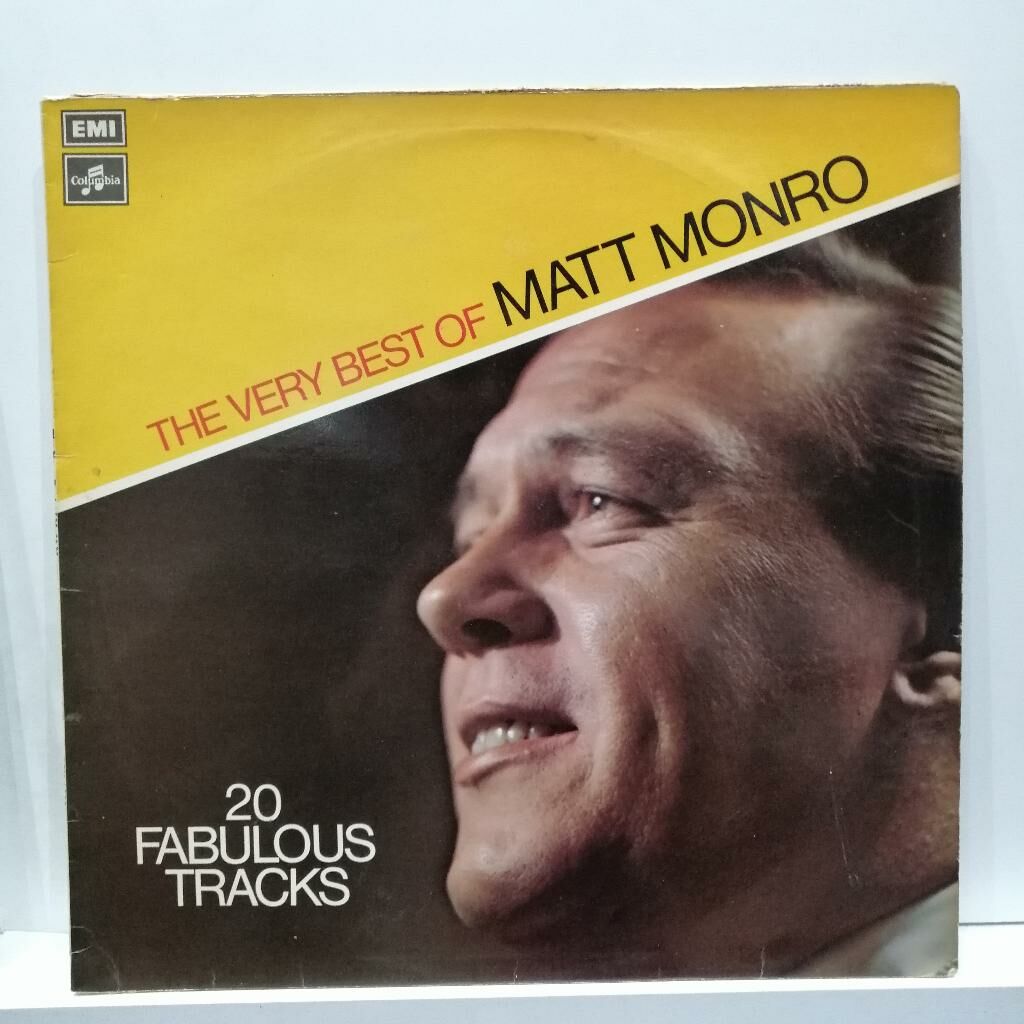 EMI
Columbia
THE VERY BEST OF MATT MONRO
20
FABULOUS
TRACKS